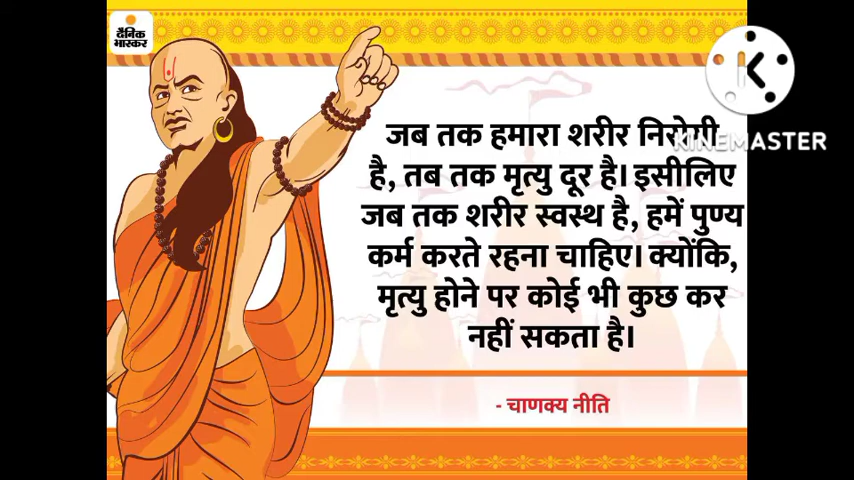 दैनिक
भास्कर
K
KINEMASTER
जब तक हमारा शरीर निरोगी
है, तब तक मृत्यु दूर है। इसीलिए
जब तक शरीर स्वस्थ है, हमें पुण्य
कर्म करते रहना चाहिए। क्योंकि,
मृत्यु होने पर कोई भी कुछ कर
नहीं सकता है।
- चाणक्य नीति